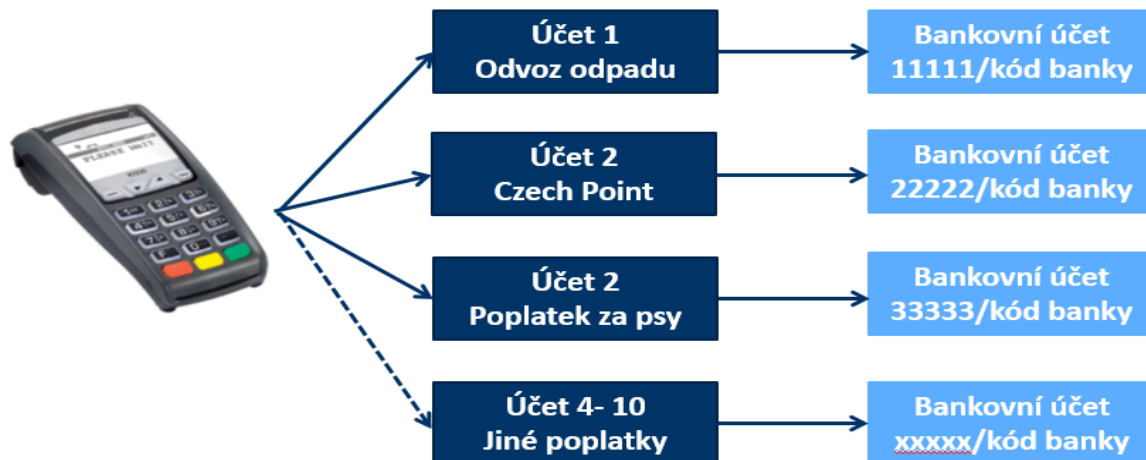 Účet 1
Odvoz odpadu
Bankovní účet
11111/kód banky
PLEASE WAIT
Účet 2
Czech Point
Bankovní účet
22222/kód banky
Účet 2
Poplatek za psy
Bankovní účet
33333/kód banky
Účet 4- 10
Jiné poplatky
Bankovní účet
xxxxx/kód banky